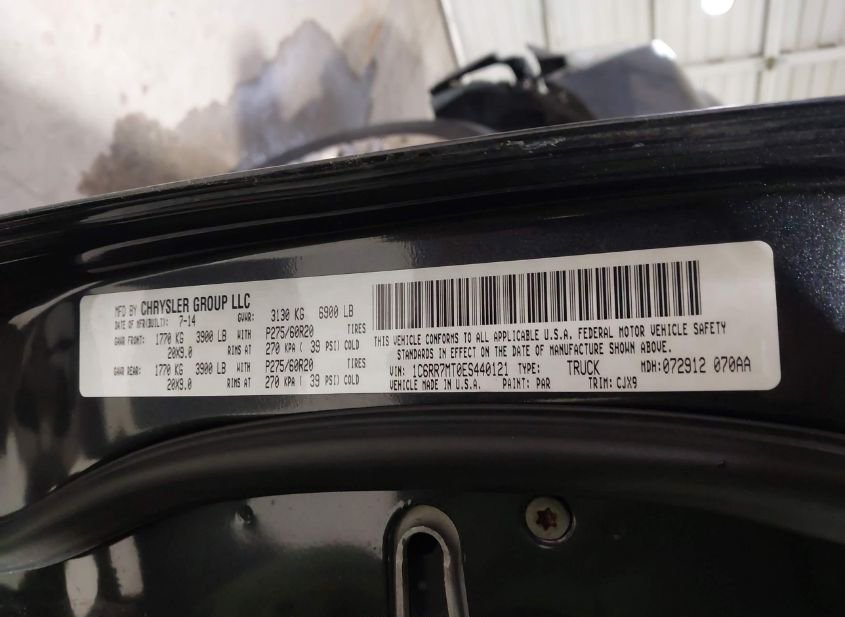 MFD BY CHRYSLER GROUP LLC
DATE OF MFR(BUILT): 7-14 GVWR: 3130 KG 6900 LB
GAWR FRONT: 1770 KG 3900 LB WITH P275/60R20 TIRES
20X9.0 RIMS AT 270 KPA ( 39 PSI) COLD
GAWR REAR: 1770 KG 3900 LB WITH P275/60R20 TIRES
20X9.0 RIMS AT 270 KPA ( 39 PSI) COLD
THIS VEHICLE CONFORMS TO ALL APPLICABLE U.S.A. FEDERAL MOTOR VEHICLE SAFETY
STANDARDS IN EFFECT ON THE DATE OF MANUFACTURE SHOWN ABOVE.
VIN: 1C6RR7MT0ES440121 TYPE: TRUCK MDH:072912 070AA
VEHICLE MADE IN U.S.A. PAINT: PAR TRIM: CJX9